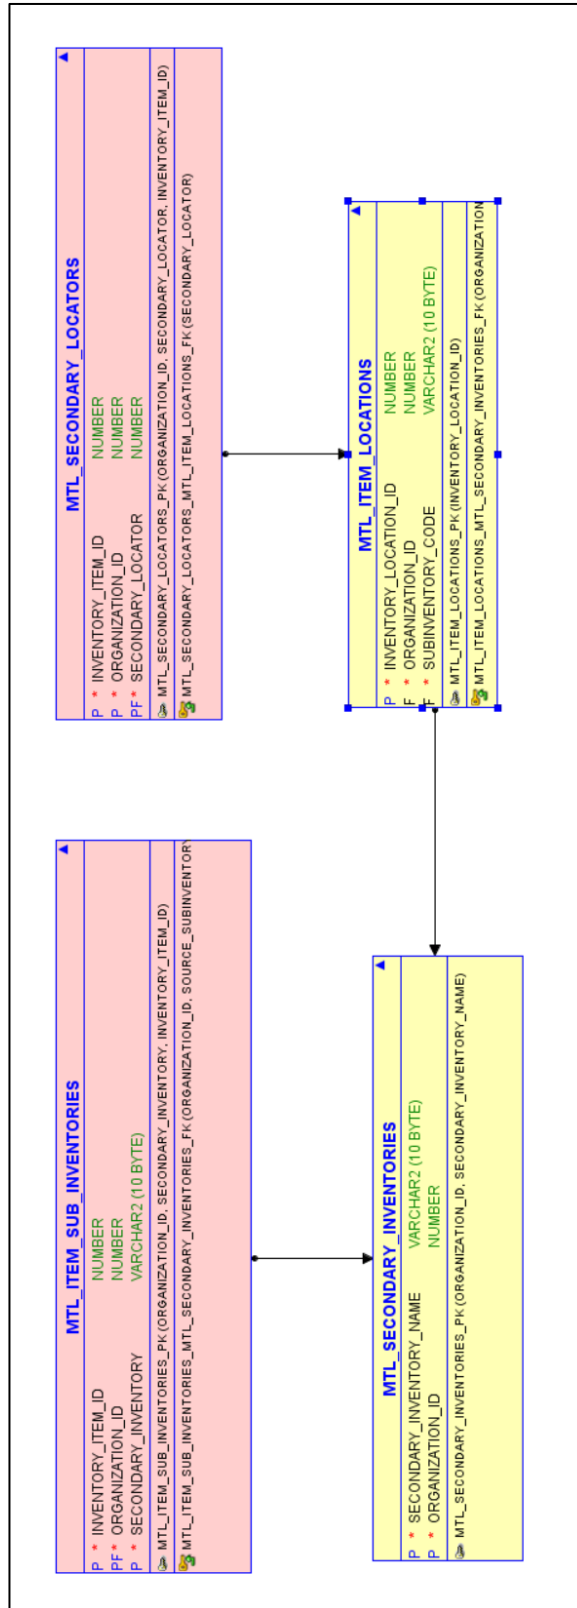 MTL_ITEM_SUB_INVENTORIES
P * INVENTORY_ITEM_ID NUMBER
PF * ORGANIZATION_ID NUMBER
P * SECONDARY_INVENTORY VARCHAR2 (10 BYTE)
MTL_ITEM_SUB_INVENTORIES_PK (ORGANIZATION_ID, SECONDARY_INVENTORY, INVENTORY_ITEM_ID)
MTL_ITEM_SUB_INVENTORIES_MTL_SECONDARY_INVENTORIES_FK (ORGANIZATION_ID, SOURCE_SUBINVENTORY
MTL_SECONDARY_LOCATORS
P * INVENTORY_ITEM_ID NUMBER
P * ORGANIZATION_ID NUMBER
PF * SECONDARY_LOCATOR NUMBER
MTL_SECONDARY_LOCATORS_PK (ORGANIZATION_ID, SECONDARY_LOCATOR, INVENTORY_ITEM_ID)
MTL_SECONDARY_LOCATORS_MTL_ITEM_LOCATIONS_FK (SECONDARY_LOCATOR)
MTL_SECONDARY_INVENTORIES
P * SECONDARY_INVENTORY_NAME VARCHAR2 (10 BYTE)
P * ORGANIZATION_ID NUMBER
MTL_SECONDARY_INVENTORIES_PK (ORGANIZATION_ID, SECONDARY_INVENTORY_NAME)
MTL_ITEM_LOCATIONS
P * INVENTORY_LOCATION_ID NUMBER
F * ORGANIZATION_ID NUMBER
F * SUBINVENTORY_CODE VARCHAR2 (10 BYTE)
MTL_ITEM_LOCATIONS_PK (INVENTORY_LOCATION_ID)
MTL_ITEM_LOCATIONS_MTL_SECONDARY_INVENTORIES_FK (ORGANIZATION